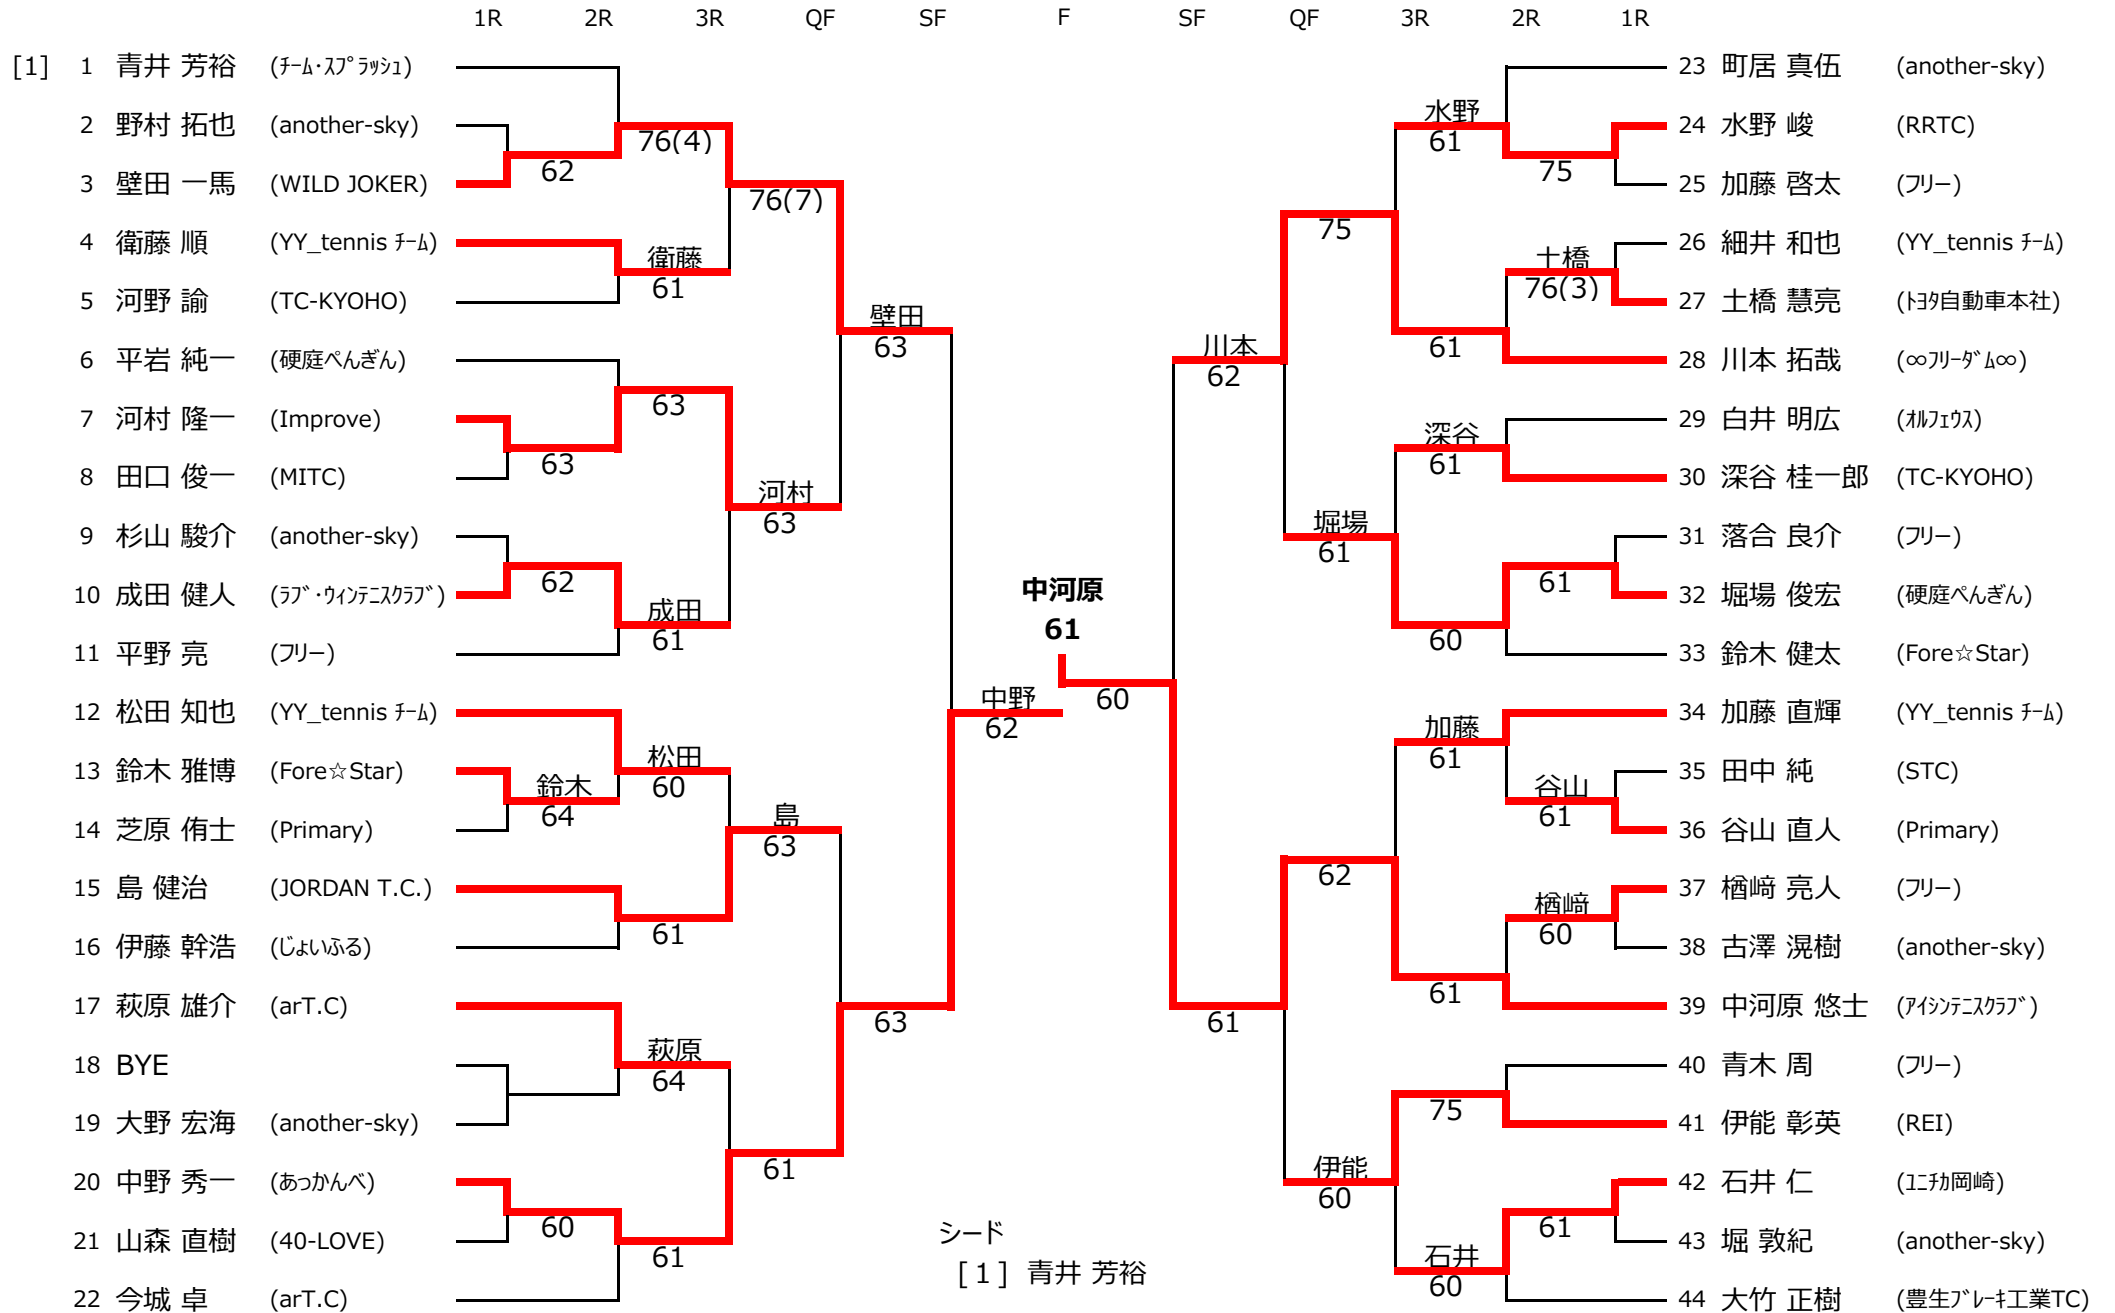 1R 2R 3R QF SF F SF QF 3R 2R 1R
[1] 1 青井 芳裕 (ﾁｰﾑ・ｽﾌﾟﾗｯｼｭ)
2 野村 拓也 (another-sky)
3 壁田 一馬 (WILD JOKER)
4 衛藤 順 (YY_tennis ﾁｰﾑ)
5 河野 諭 (TC-KYOHO)
6 平岩 純一 (硬庭ぺんぎん)
7 河村 隆一 (Improve)
8 田口 俊一 (MITC)
9 杉山 駿介 (another-sky)
10 成田 健人 (ﾗﾌﾞ・ｳｨﾝﾃﾆｽｸﾗﾌﾞ)
11 平野 亮 (フリー)
12 松田 知也 (YY_tennis ﾁｰﾑ)
13 鈴木 雅博 (Fore☆Star)
14 芝原 侑士 (Primary)
15 島 健治 (JORDAN T.C.)
16 伊藤 幹浩 (じょいふる)
17 萩原 雄介 (arT.C)
18 BYE
19 大野 宏海 (another-sky)
20 中野 秀一 (あっかんべ)
21 山森 直樹 (40-LOVE)
22 今城 卓 (arT.C)
62
63
62
鈴木
64
60
76(4)
衛藤
61
63
成田
61
松田
60
61
萩原
64
61
76(7)
河村
63
島
63
61
壁田
63
63
中野
62
中河原
61
60
川本
62
61
75
堀場
61
62
伊能
60
水野
61
61
深谷
61
60
加藤
61
61
75
石井
60
75
土橋
76(3)
61
谷山
61
楢﨑
60
61
23 町居 真伍 (another-sky)
24 水野 峻 (RRTC)
25 加藤 啓太 (フリー)
26 細井 和也 (YY_tennis ﾁｰﾑ)
27 土橋 慧亮 (ﾄﾖﾀ自動車本社)
28 川本 拓哉 (∞ﾌﾘｰﾀﾞﾑ∞)
29 白井 明広 (ｵﾙﾌｪｳｽ)
30 深谷 桂一郎 (TC-KYOHO)
31 落合 良介 (フリー)
32 堀場 俊宏 (硬庭ぺんぎん)
33 鈴木 健太 (Fore☆Star)
34 加藤 直輝 (YY_tennis ﾁｰﾑ)
35 田中 純 (STC)
36 谷山 直人 (Primary)
37 楢﨑 亮人 (フリー)
38 古澤 滉樹 (another-sky)
39 中河原 悠士 (ｱｲｼﾝﾃﾆｽｸﾗﾌﾞ)
40 青木 周 (フリー)
41 伊能 彰英 (REI)
42 石井 仁 (ﾕﾆﾁｶ岡崎)
43 堀 敦紀 (another-sky)
44 大竹 正樹 (豊生ﾌﾞﾚｰｷ工業TC)
シード
[ 1 ] 青井 芳裕